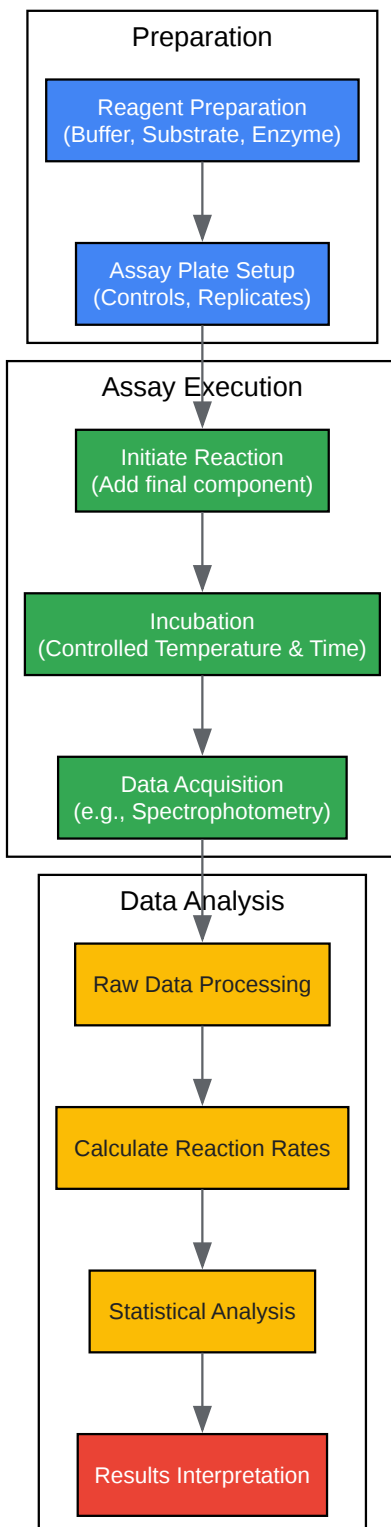 Preparation
Reagent Preparation
(Buffer, Substrate, Enzyme)
Assay Plate Setup
(Controls, Replicates)
Assay Execution
Initiate Reaction
(Add final component)
Incubation
(Controlled Temperature & Time)
Data Acquisition
(e.g., Spectrophotometry)
Data Analysis
Raw Data Processing
Calculate Reaction Rates
Statistical Analysis
Results Interpretation